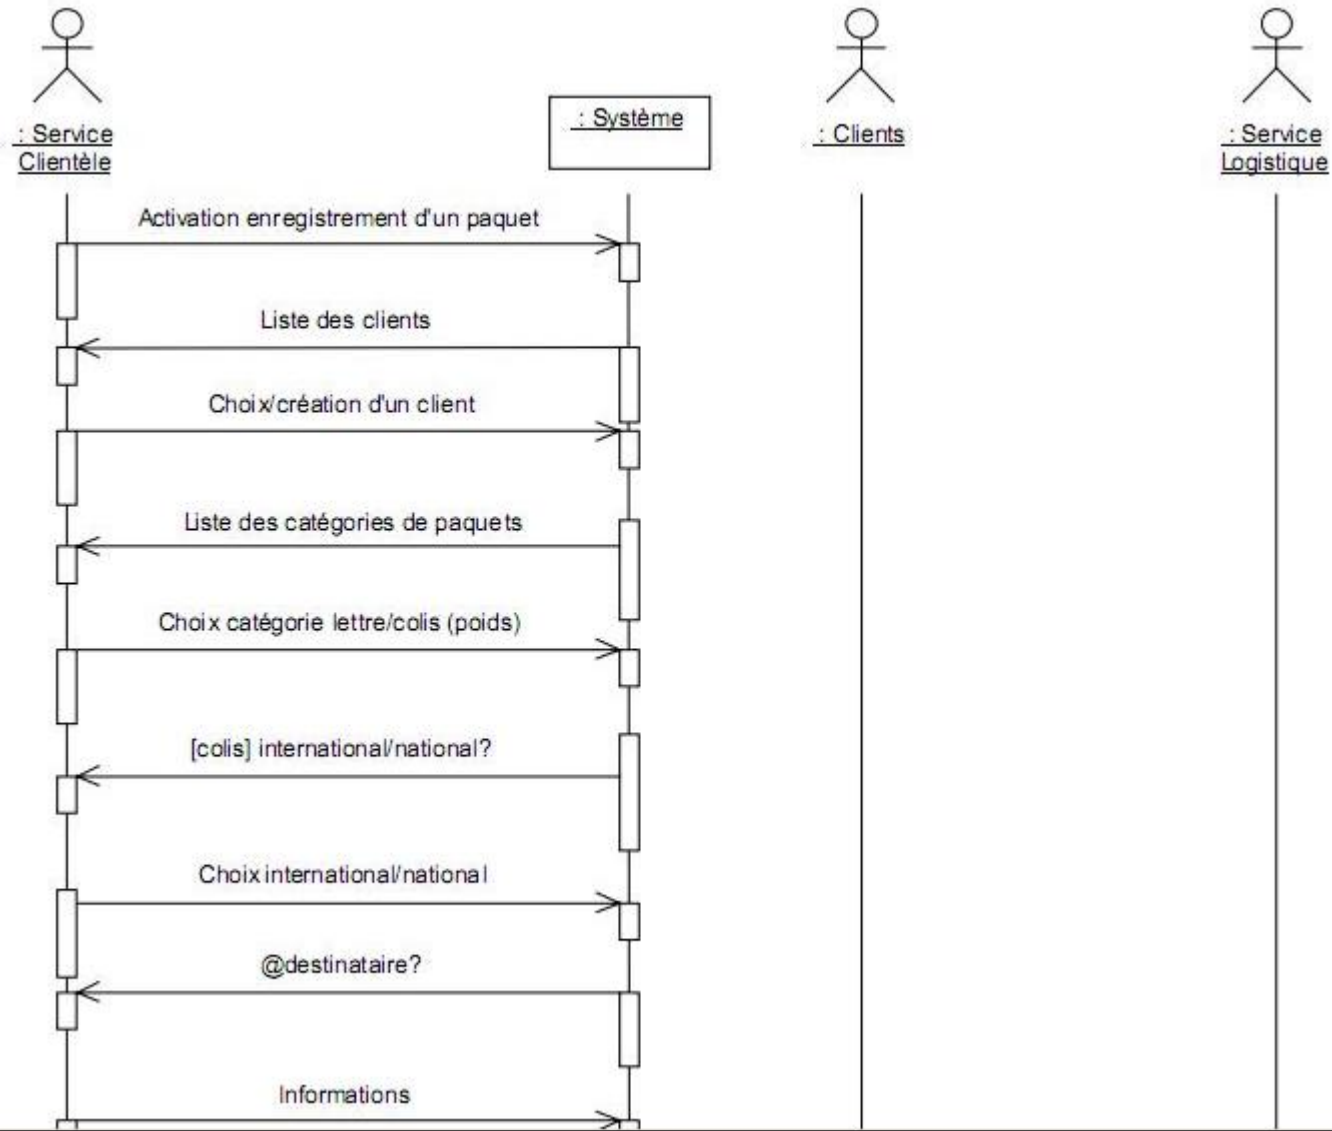 : Service
Clientèle
: Système
: Clients
: Service
Logistique
Activation enregistrement d'un paquet
Liste des clients
Choix/création d'un client
Liste des catégories de paquets
Choix catégorie lettre/colis (poids)
[colis] international/national?
Choix international/national
@destinataire?
Informations